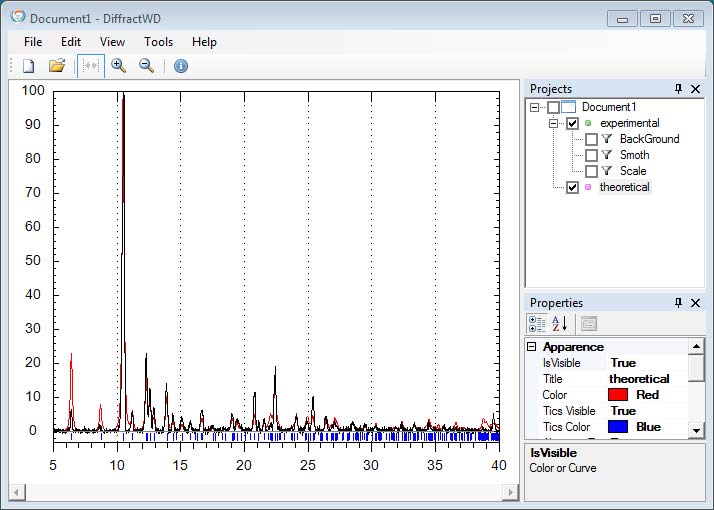 Document1 - DiffractWD
File Edit View Tools Help
100
90
80
70
60
50
40
30
20
10
0
5 10 15 20 25 30 35 40
Projects
Document1
experimental
BackGround
Smoth
Scale
theoretical
Properties
Apparence
IsVisible True
Title theoretical
Color Red
Tics Visible True
Tics Color Blue
IsVisible
Color or Curve